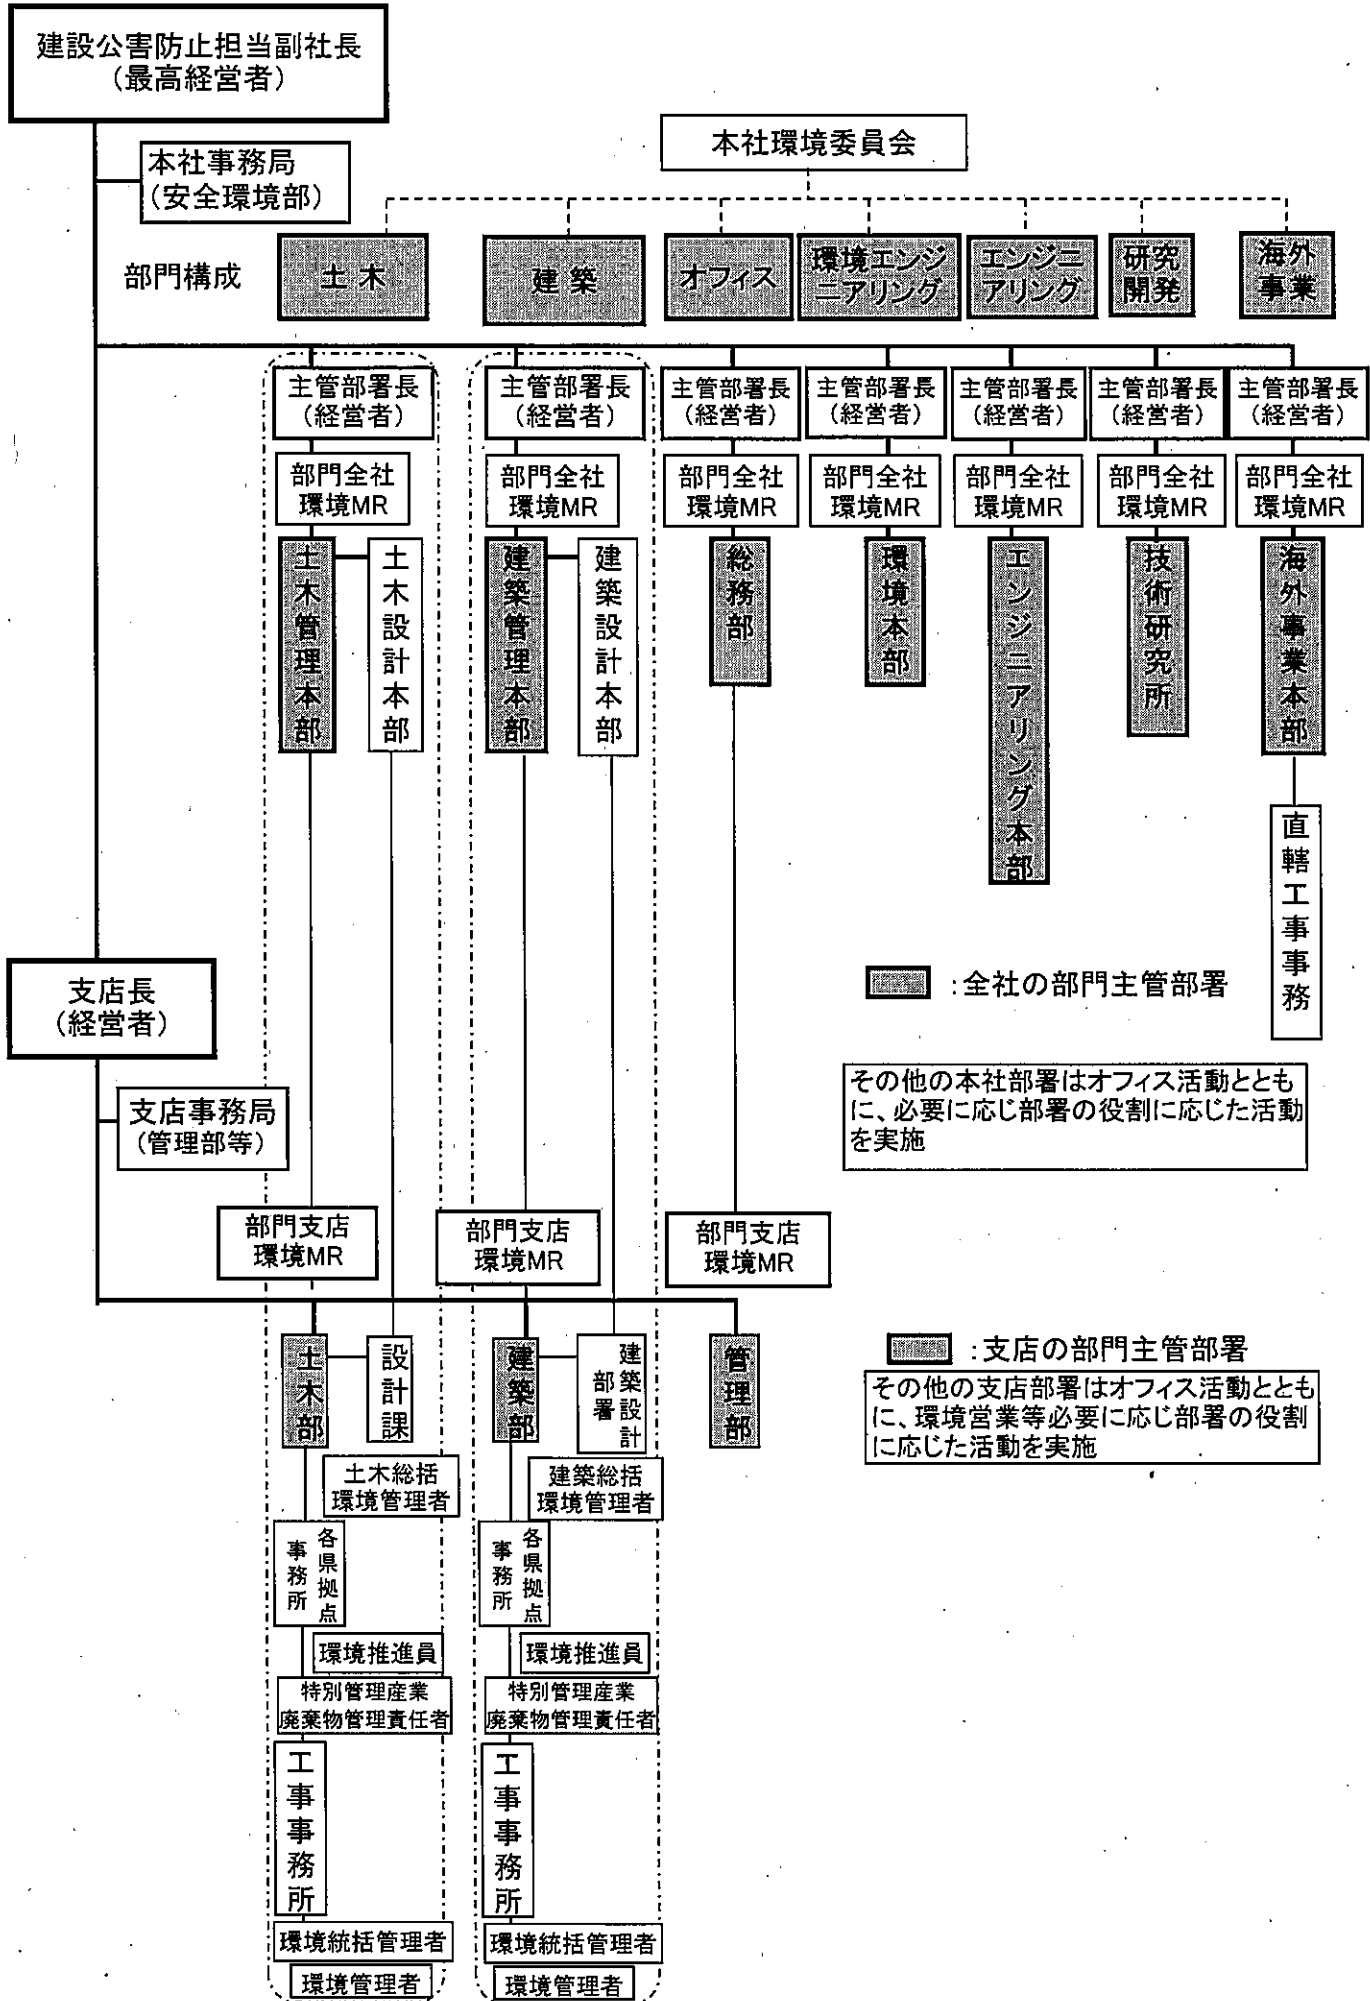 建設公害防止担当副社長
(最高経営者)
本社環境委員会
本社事務局
(安全環境部)
部門構成
土木
建築
オフィス
環境エンジ
ニアリング
エンジニ
アリング
研究
開発
海外
事業
主管部署長
(経営者)
主管部署長
(経営者)
主管部署長
(経営者)
主管部署長
(経営者)
主管部署長
(経営者)
主管部署長
(経営者)
主管部署長
(経営者)
部門全社
環境MR
部門全社
環境MR
部門全社
環境MR
部門全社
環境MR
部門全社
環境MR
部門全社
環境MR
部門全社
環境MR
土木管理本部
土木設計本部
建築管理本部
建築設計本部
総務部
環境本部
エンジニアリング本部
技術研究所
海外事業本部
直轄工事事務
支店長
(経営者)
:全社の部門主管部署
その他の本社部署はオフィス活動ととも
に、必要に応じ部署の役割に応じた活動
を実施
支店事務局
(管理部等)
部門支店
環境MR
部門支店
環境MR
部門支店
環境MR
土木部
設計課
建築部
建築設計
部署
管理部
:支店の部門主管部署
その他の支店部署はオフィス活動ととも
に、環境営業等必要に応じ部署の役割
に応じた活動を実施
土木総括
環境管理者
建築総括
環境管理者
各県拠点
事務所
各県拠点
事務所
環境推進員
環境推進員
特別管理産業
廃棄物管理責任者
特別管理産業
廃棄物管理責任者
工事事務所
工事事務所
環境統括管理者
環境統括管理者
環境管理者
環境管理者